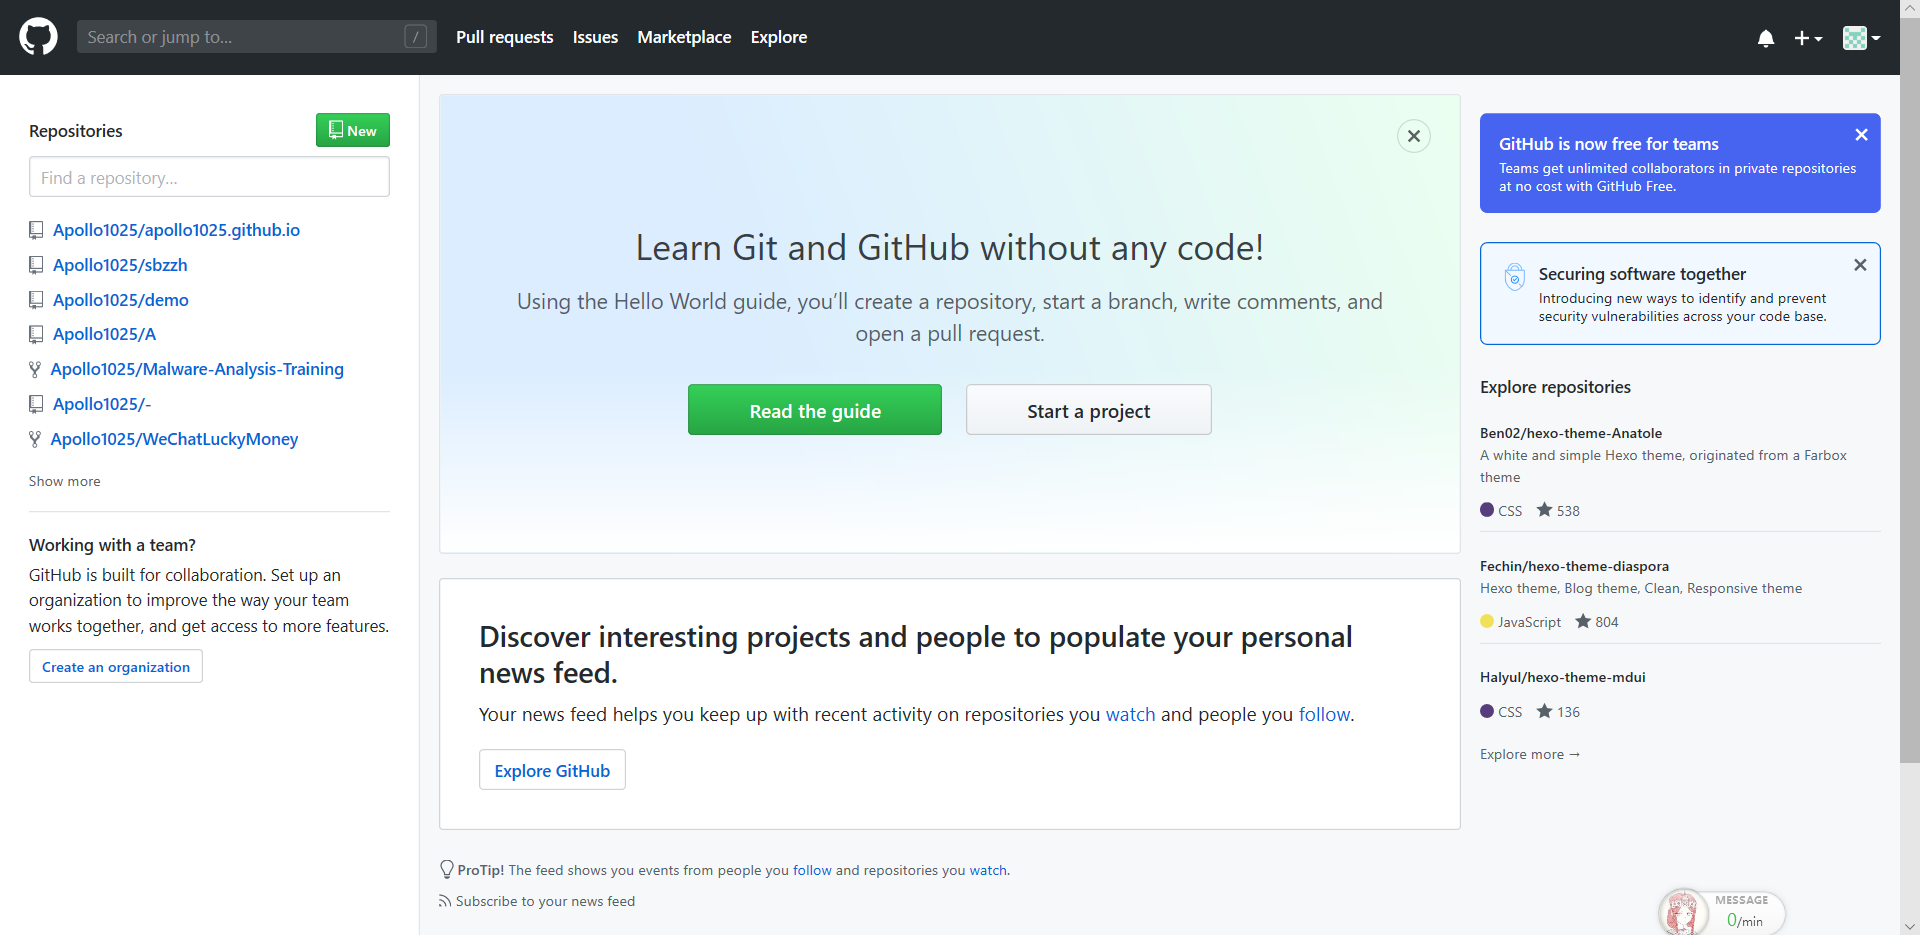 Search or jump to...
/
Pull requests
Issues
Marketplace
Explore
Repositories
New
Find a repository...
Apollo1025/apollo1025.github.io
Apollo1025/sbzzh
Apollo1025/demo
Apollo1025/A
Apollo1025/Malware-Analysis-Training
Apollo1025/-
Apollo1025/WeChatLuckyMoney
Show more
Working with a team?
GitHub is built for collaboration. Set up an
organization to improve the way your team
works together, and get access to more features.
Create an organization
Learn Git and GitHub without any code!
Using the Hello World guide, you’ll create a repository, start a branch, write comments, and
open a pull request.
Read the guide
Start a project
Discover interesting projects and people to populate your personal
news feed.
Your news feed helps you keep up with recent activity on repositories you watch and people you follow.
Explore GitHub
ProTip! The feed shows you events from people you follow and repositories you watch.
Subscribe to your news feed
GitHub is now free for teams
Teams get unlimited collaborators in private repositories
at no cost with GitHub Free.
Securing software together
Introducing new ways to identify and prevent
security vulnerabilities across your code base.
Explore repositories
Ben02/hexo-theme-Anatole
A white and simple Hexo theme, originated from a Farbox
theme
CSS 538
Fechin/hexo-theme-diaspora
Hexo theme, Blog theme, Clean, Responsive theme
JavaScript 804
Halyul/hexo-theme-mdui
CSS 136
Explore more →
MESSAGE
0/min